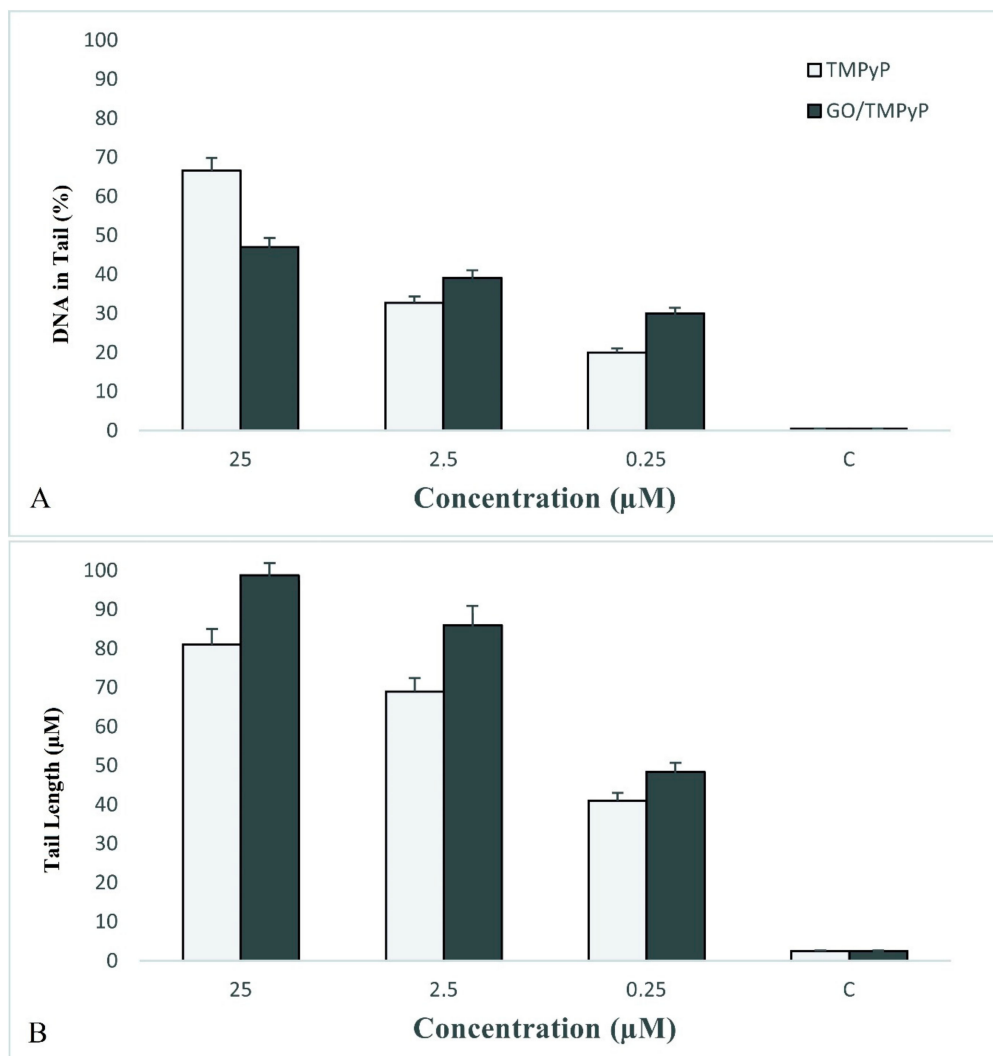 100
90
80
70
60
50
40
30
20
10
0
DNA in Tail (%)
TMPyP
GO/TMPyP
25 2.5 0.25 C
Concentration (µM)
A
100
90
80
70
60
50
40
30
20
10
0
Tail Length (µM)
25 2.5 0.25 C
Concentration (µM)
B